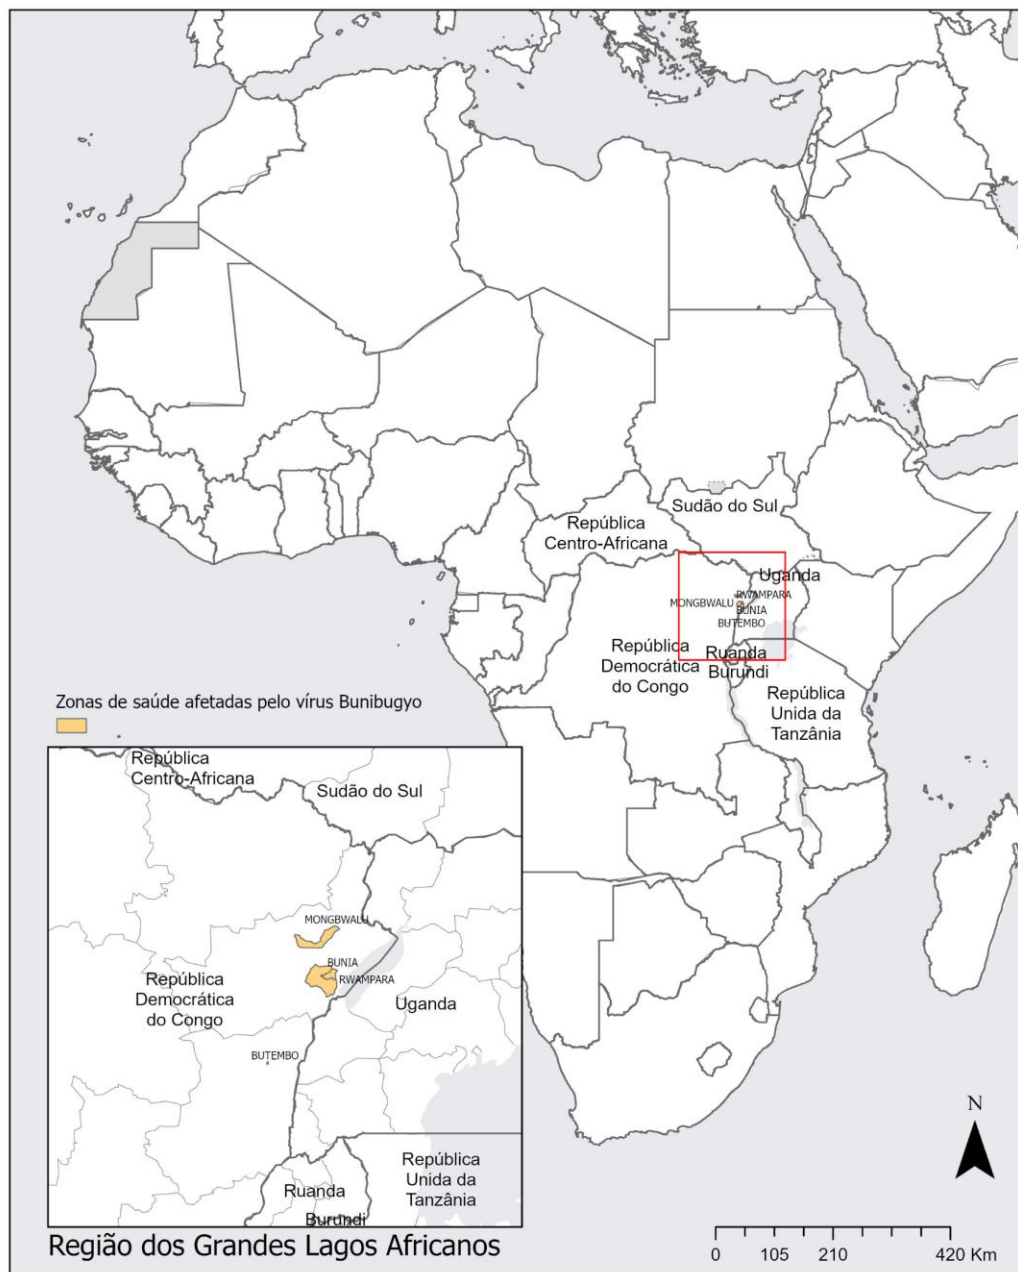 Sudão do Sul
República
Centro-Africana
Uganda
RWAMPARA
MONGBWALU
BUNIA
BUTEMBO
República
Democrática
do Congo
Ruanda
Burundi
República
Unida da
Tanzânia
Zonas de saúde afetadas pelo vírus Bunibugyo
República
Centro-Africana
Sudão do Sul
MONGBWALU
BUNIA
RWAMPARA
República
Democrática
do Congo
Uganda
BUTEMBO
República
Unida da
Tanzânia
Ruanda
Burundi
Região dos Grandes Lagos Africanos
N
0 105 210 420 Km